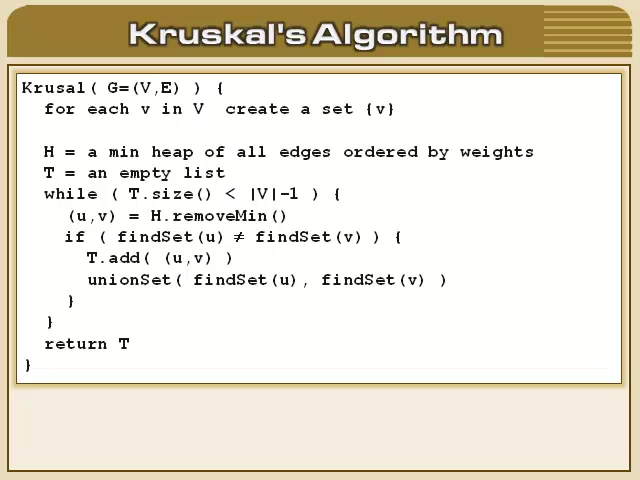 Kruskal's Algorithm
Krusal( G=(V,E) ) {
for each v in V  create a set {v}
H = a min heap of all edges ordered by weights
T = an empty list
while ( T.size() < |V|-1 ) {
(u,v) = H.removeMin()
if ( findSet(u) ≠ findSet(v) ) {
T.add( (u,v) )
unionSet( findSet(u), findSet(v) )
}
}
return T
}